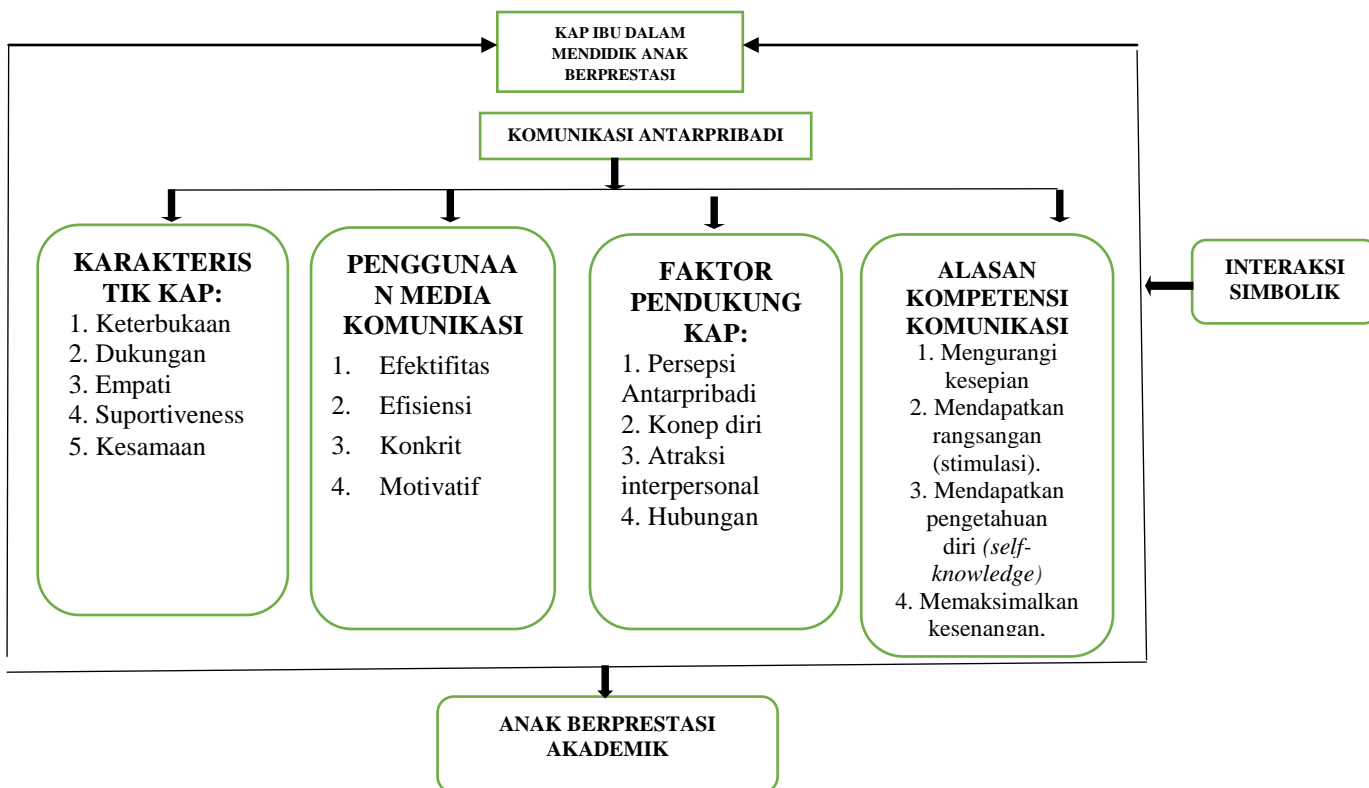 KAP IBU DALAM
MENDIDIK ANAK
BERPRESTASI
KOMUNIKASI ANTARPRIBADI
KARAKTERIS
TIK KAP:
1. Keterbukaan
2. Dukungan
3. Empati
4. Suportiveness
5. Kesamaan
PENGGUNAA
N MEDIA
KOMUNIKASI
1. Efektifitas
2. Efisiensi
3. Konkrit
4. Motivatif
FAKTOR
PENDUKUNG
KAP:
1. Persepsi
Antarpribadi
2. Konep diri
3. Atraksi
interpersonal
4. Hubungan
ALASAN
KOMPETENSI
KOMUNIKASI
1. Mengurangi
kesepian
2. Mendapatkan
rangsangan
(stimulasi).
3. Mendapatkan
pengetahuan
diri (self-
knowledge)
4. Memaksimalkan
kesenangan,
INTERAKSI
SIMBOLIK
ANAK BERPRESTASI
AKADEMIK